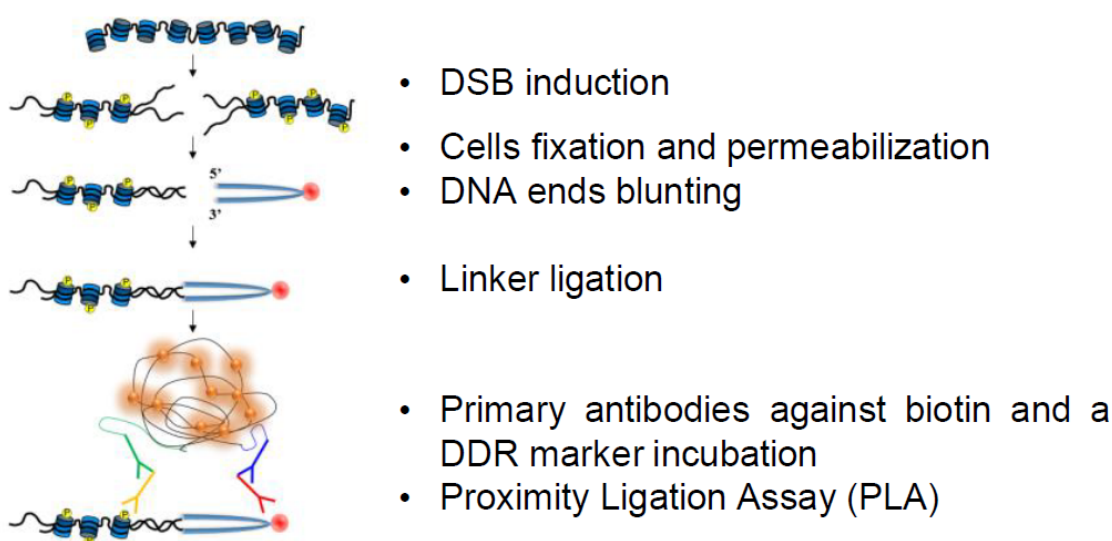 • DSB induction
P P P P P P
• Cells fixation and permeabilization
5’
• DNA ends blunting
P P P
3’
• Linker ligation
P P P
• Primary antibodies against biotin and a
DDR marker incubation
• Proximity Ligation Assay (PLA)
P P P